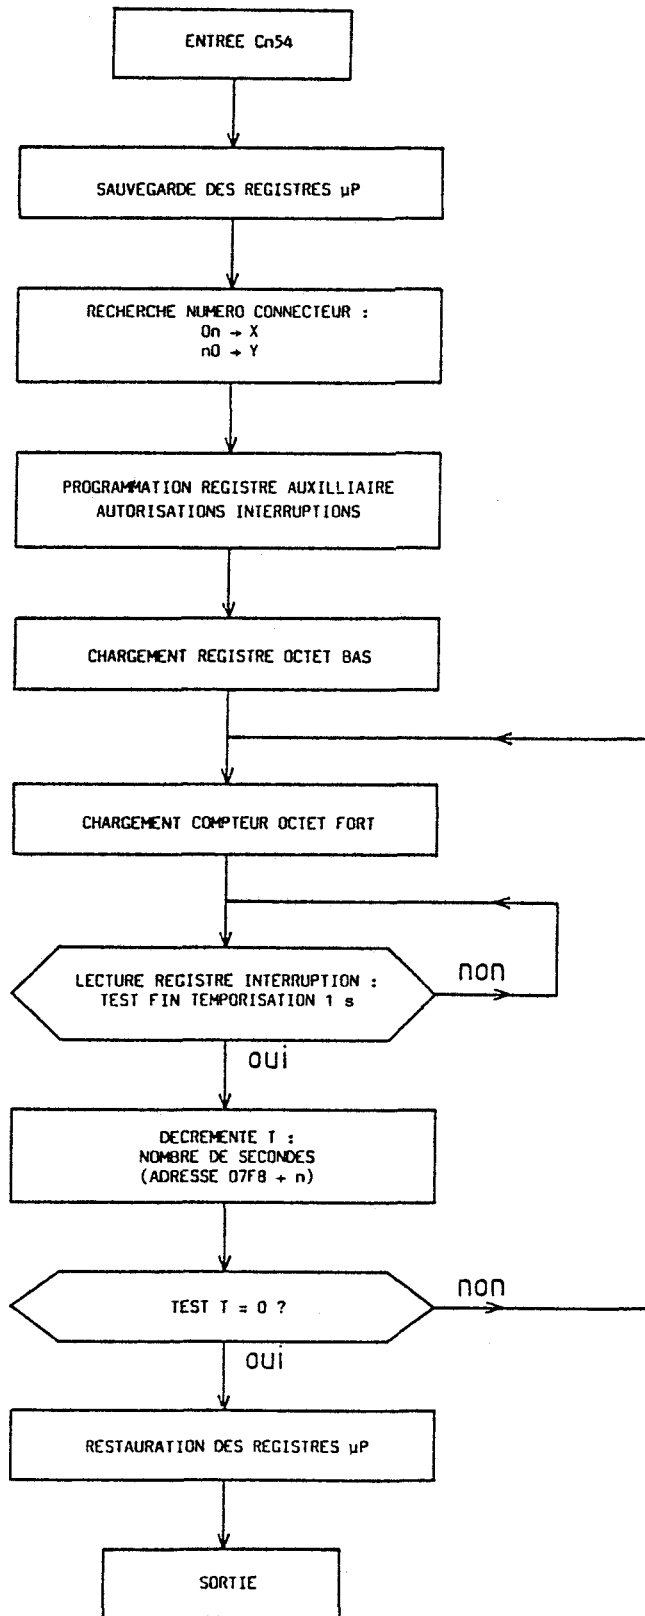 ENTREE Cn54
SAUVEGARDE DES REGISTRES µP
RECHERCHE NUMERO CONNECTEUR :
On → X
nO → Y
PROGRAMMATION REGISTRE AUXILLIAIRE
AUTORISATIONS INTERRUPTIONS
CHARGEMENT REGISTRE OCTET BAS
CHARGEMENT COMPTEUR OCTET FORT
LECTURE REGISTRE INTERRUPTION :
TEST FIN TEMPORISATION 1 s
non
oui
DECREMENTE T :
NOMBRE DE SECONDES
(ADRESSE 07F8 + n)
TEST T = 0 ?
non
oui
RESTAURATION DES REGISTRES µP
SORTIE